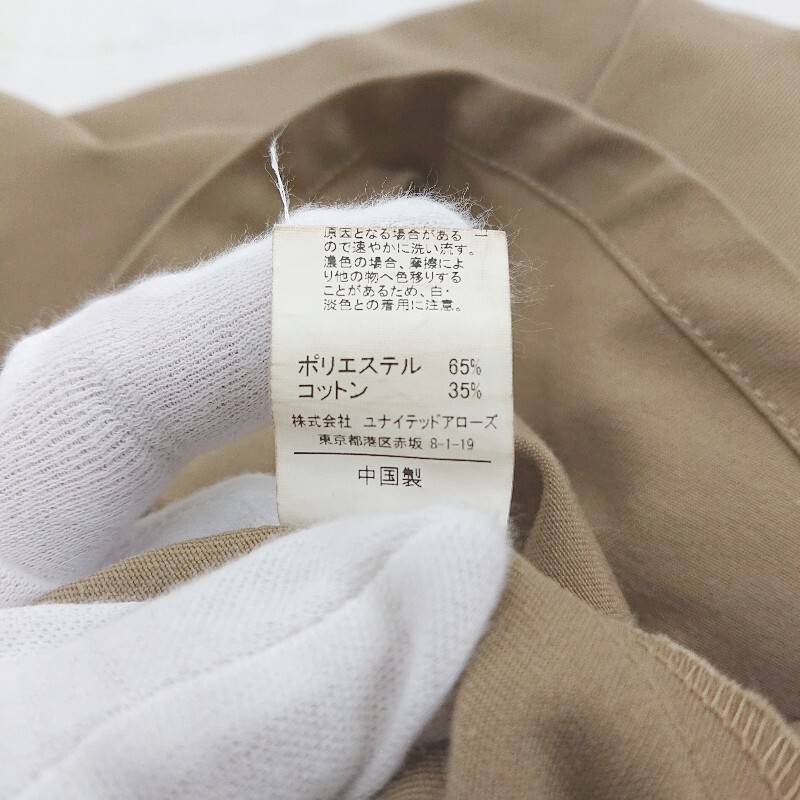 原因となる場合がある
ので速やかに洗い流す。
濃色の場合、摩擦によ
り他の物へ色移りする
ことがあるため、白・
淡色との着用に注意。
ポリエステル 65%
コットン 35%
株式会社 ユナイテッドアローズ
東京都港区赤坂 8-1-19
中国製